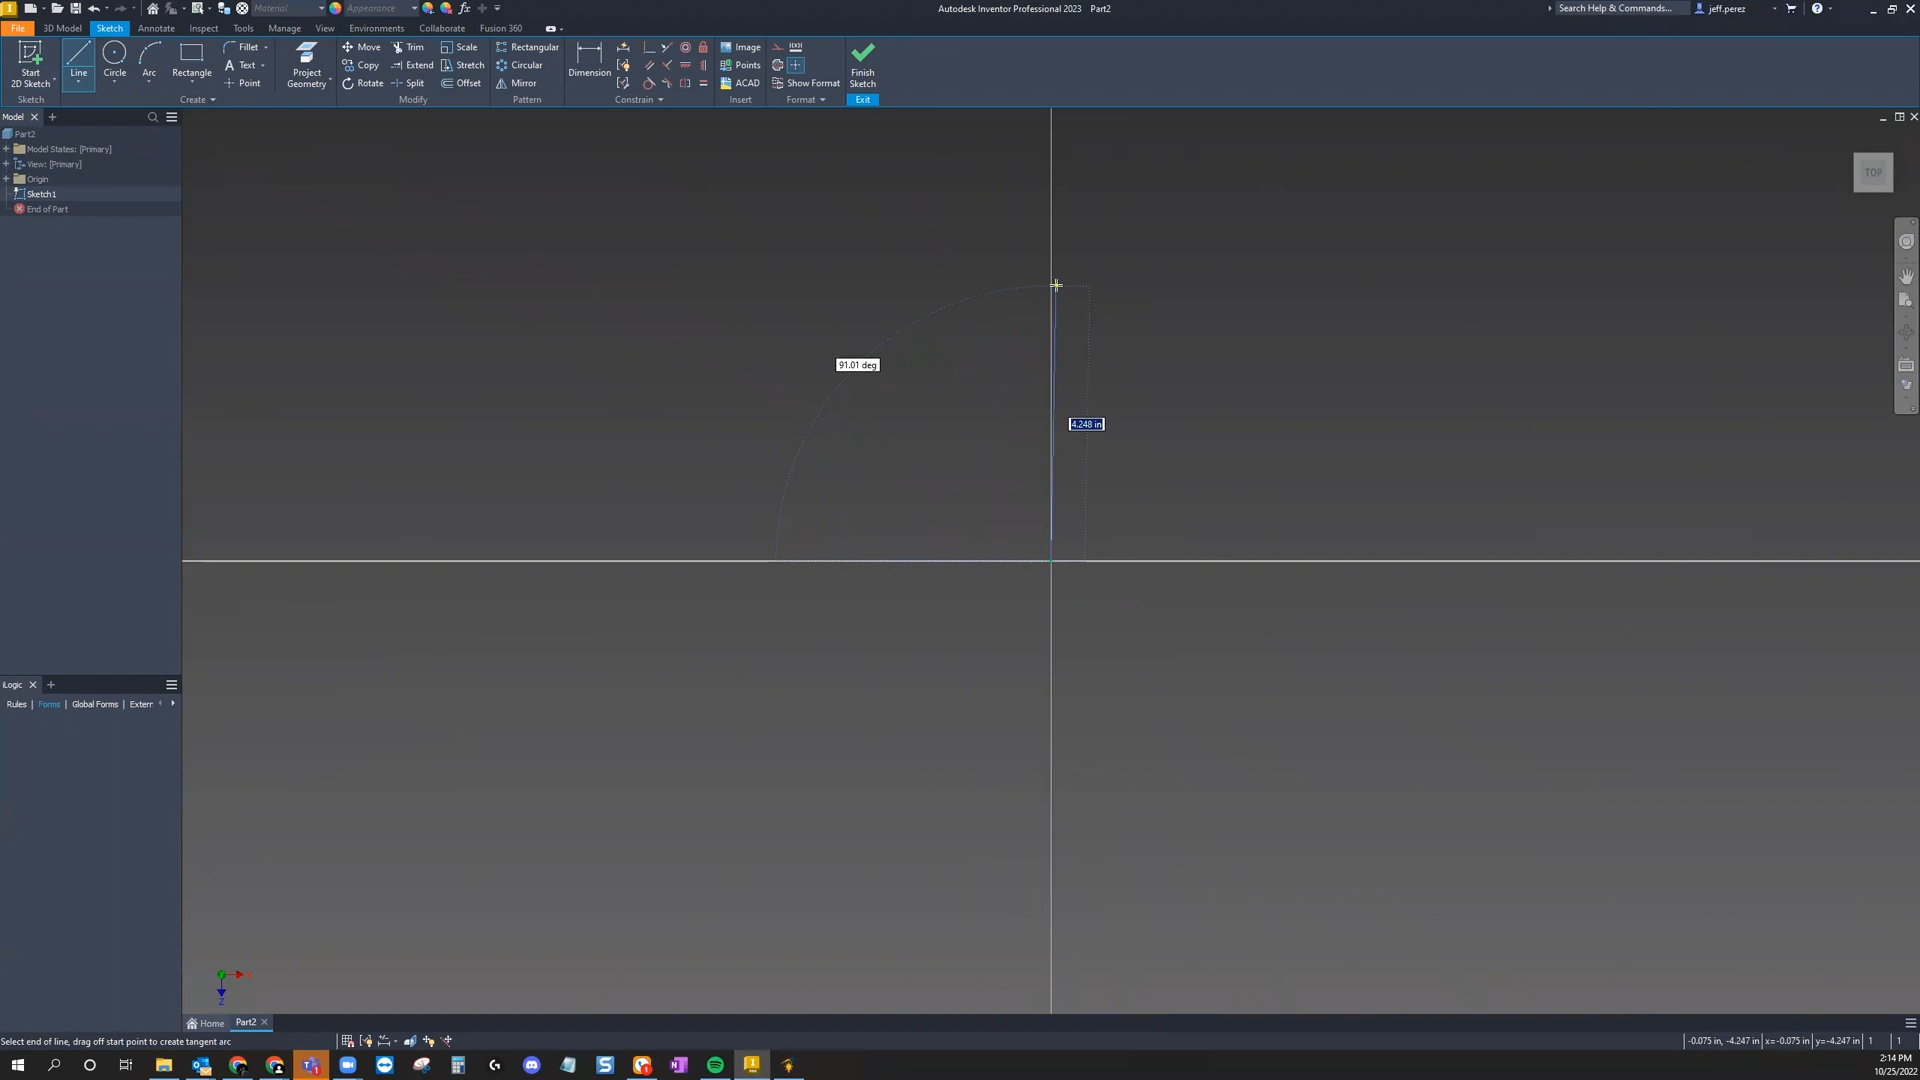 Material
Appearance
Autodesk Inventor Professional 2023 Part2
Search Help & Commands...
jeff.perez
File 3D Model Sketch Annotate Inspect Tools Manage View Environments Collaborate Fusion 360
Start
2D Sketch
Line
Circle
Arc
Rectangle
Fillet
Text
Point
Project
Geometry
Move Trim Scale
Copy Extend Stretch
Rotate Split Offset
Rectangular
Circular
Mirror
Dimension
Image
Points
ACAD
Show Format
Finish
Sketch
Sketch Create Modify Pattern Constrain Insert Format Exit
Model
Part2
Model States: [Primary]
View: [Primary]
Origin
Sketch1
End of Part
TOP
91.01 deg
4.248 in
iLogic
Rules | Forms | Global Forms | Extern
Z
Home Part2
Select end of line, drag off start point to create tangent arc
-0.075 in, -4.247 in x=-0.075 in y=-4.247 in 1 1
2:14 PM
10/25/2022